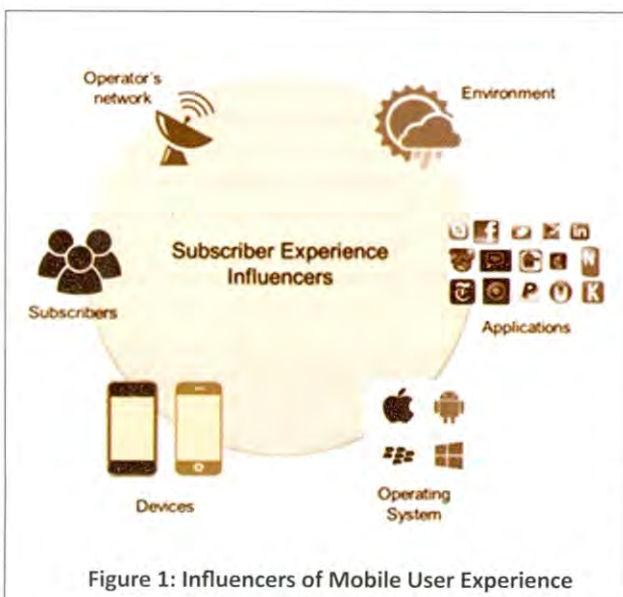 Operator's
network
Environment
Subscriber Experience
Influencers
Subscribers
Applications
Devices
Operating
System
Figure 1: Influencers of Mobile User Experience